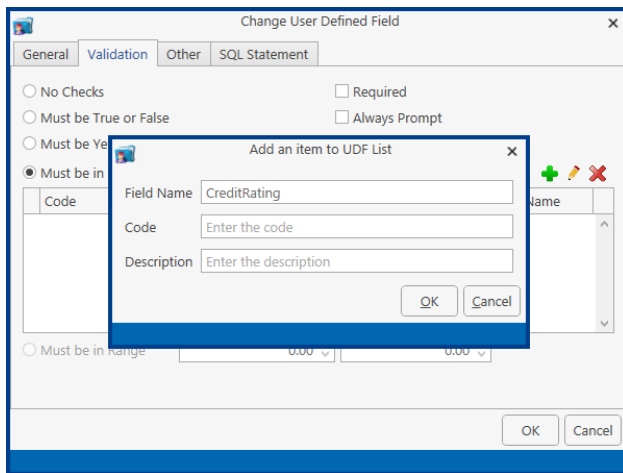 Change User Defined Field
General Validation Other SQL Statement
No Checks Required
Must be True or False Always Prompt
Must be Ye
Must be in
Code Name
Add an item to UDF List
Field Name CreditRating
Code Enter the code
Description Enter the description
OK Cancel
Must be in Range 0.00 0.00
OK Cancel